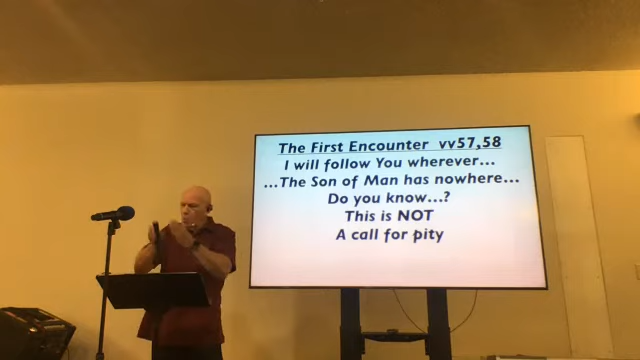 The First Encounter vv57,58
I will follow You wherever...
...The Son of Man has nowhere...
Do you know...?
This is NOT
A call for pity